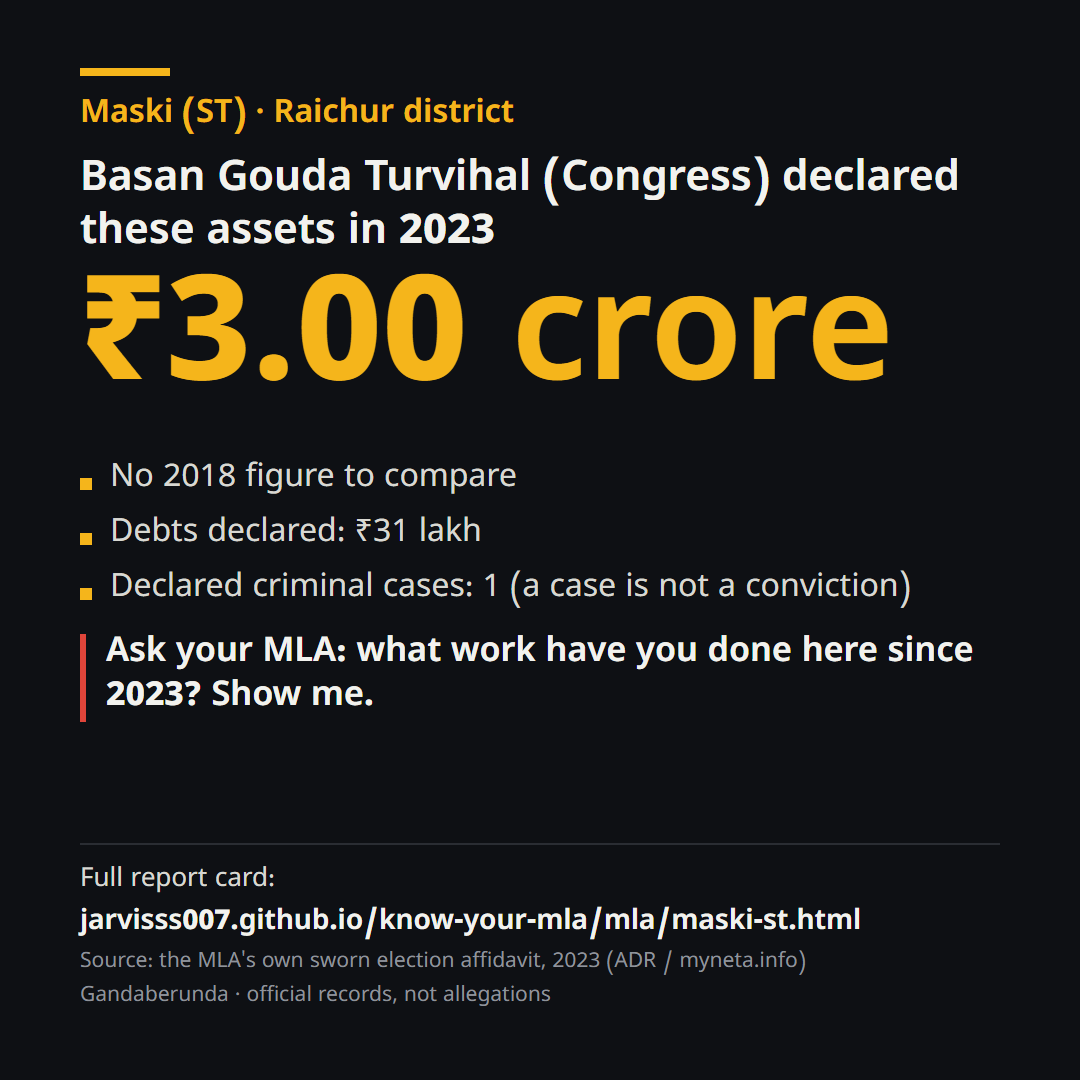 Maski (ST) · Raichur district
Basan Gouda Turvihal (Congress) declared
these assets in 2023
₹3.00 crore
No 2018 figure to compare
Debts declared: ₹31 lakh
Declared criminal cases: 1 (a case is not a conviction)
Ask your MLA: what work have you done here since
2023? Show me.
Full report card:
jarvisss007.github.io/know-your-mla/mla/maski-st.html
Source: the MLA's own sworn election affidavit, 2023 (ADR / myneta.info)
Gandaberunda · official records, not allegations